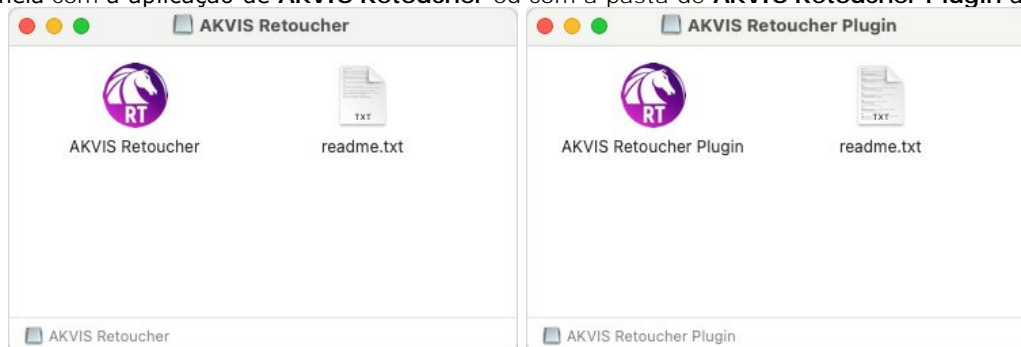 com a aplicação de AKVIS Retoucher ou com a pasta do AKVIS Retoucher Plugin
AKVIS Retoucher
AKVIS Retoucher Plugin
RT
TXT
RT
TXT
AKVIS Retoucher
readme.txt
AKVIS Retoucher Plugin
readme.txt
AKVIS Retoucher
AKVIS Retoucher Plugin